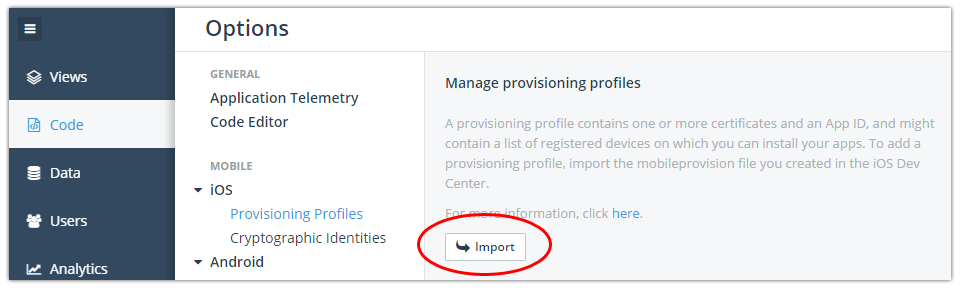 Options
Views
Code
Data
Users
Analytics
GENERAL
Application Telemetry
Code Editor
MOBILE
iOS
Provisioning Profiles
Cryptographic Identities
Android
Manage provisioning profiles
A provisioning profile contains one or more certificates and an App ID, and might
contain a list of registered devices on which you can install your apps. To add a
provisioning profile, import the mobileprovision file you created in the iOS Dev
Center.
For more information, click here.
Import